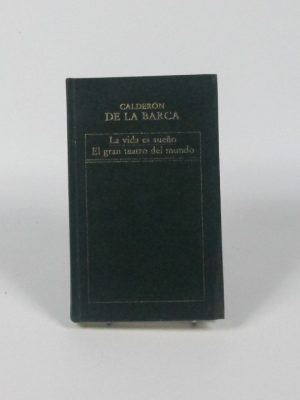 CALDERÓN
DE LA BARCA
La vida es sueño
El gran teatro del mundo